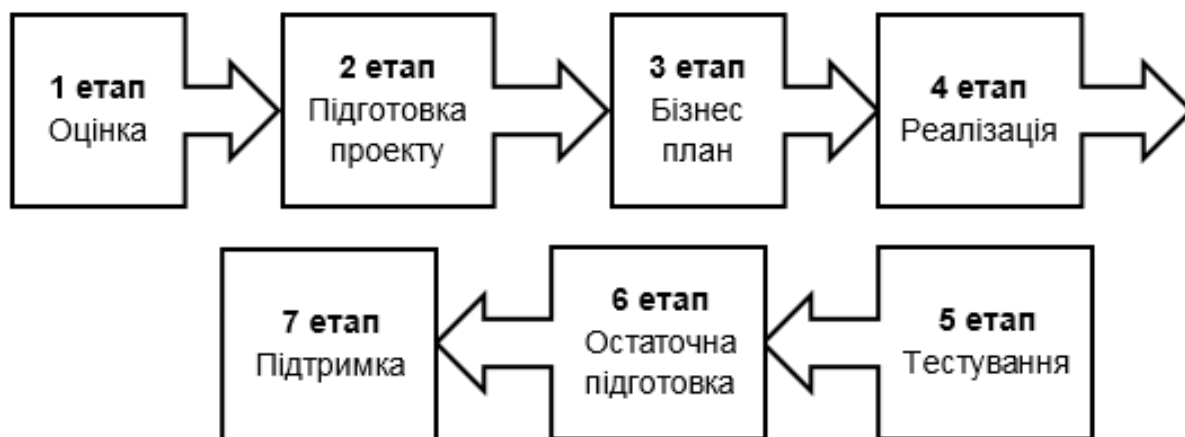 1 етап
Оцінка
2 етап
Підготовка
проекту
3 етап
Бізнес
план
4 етап
Реалізація
5 етап
Тестування
6 етап
Остаточна
підготовка
7 етап
Підтримка